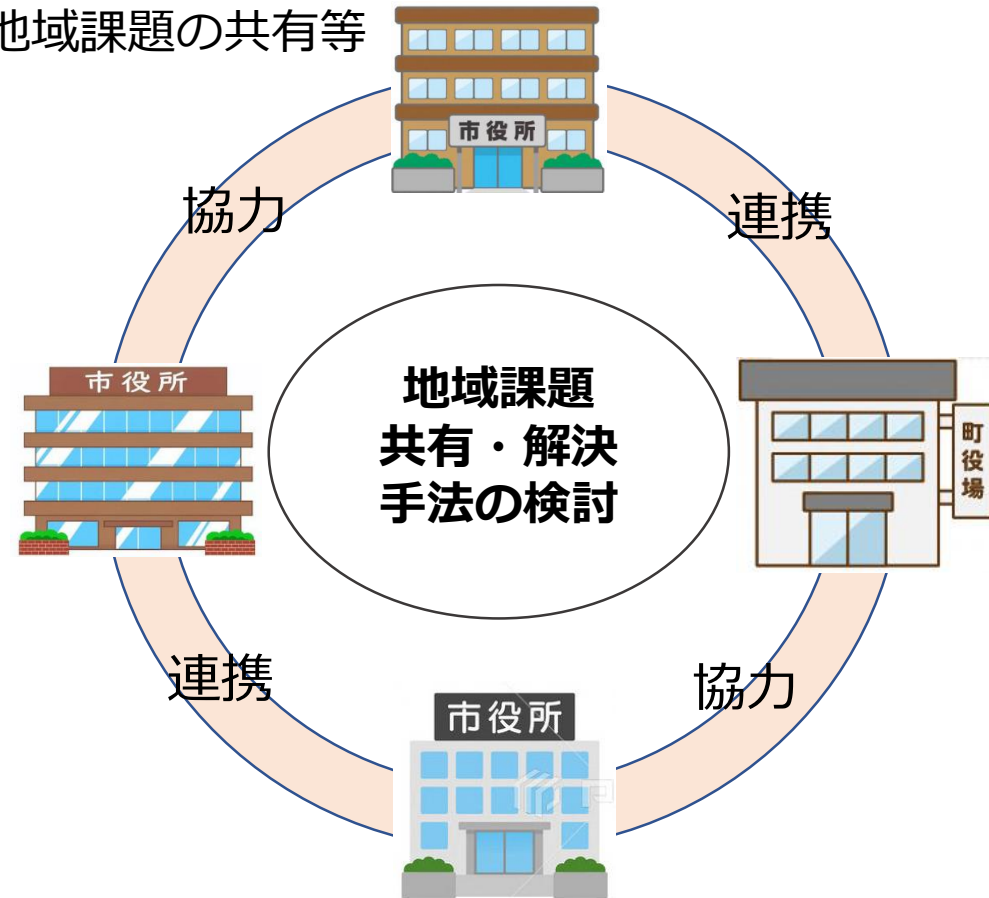 地域課題の共有等
市役所
協力
連携
市役所
地域課題
共有・解決
手法の検討
町役場
連携
協力
市役所